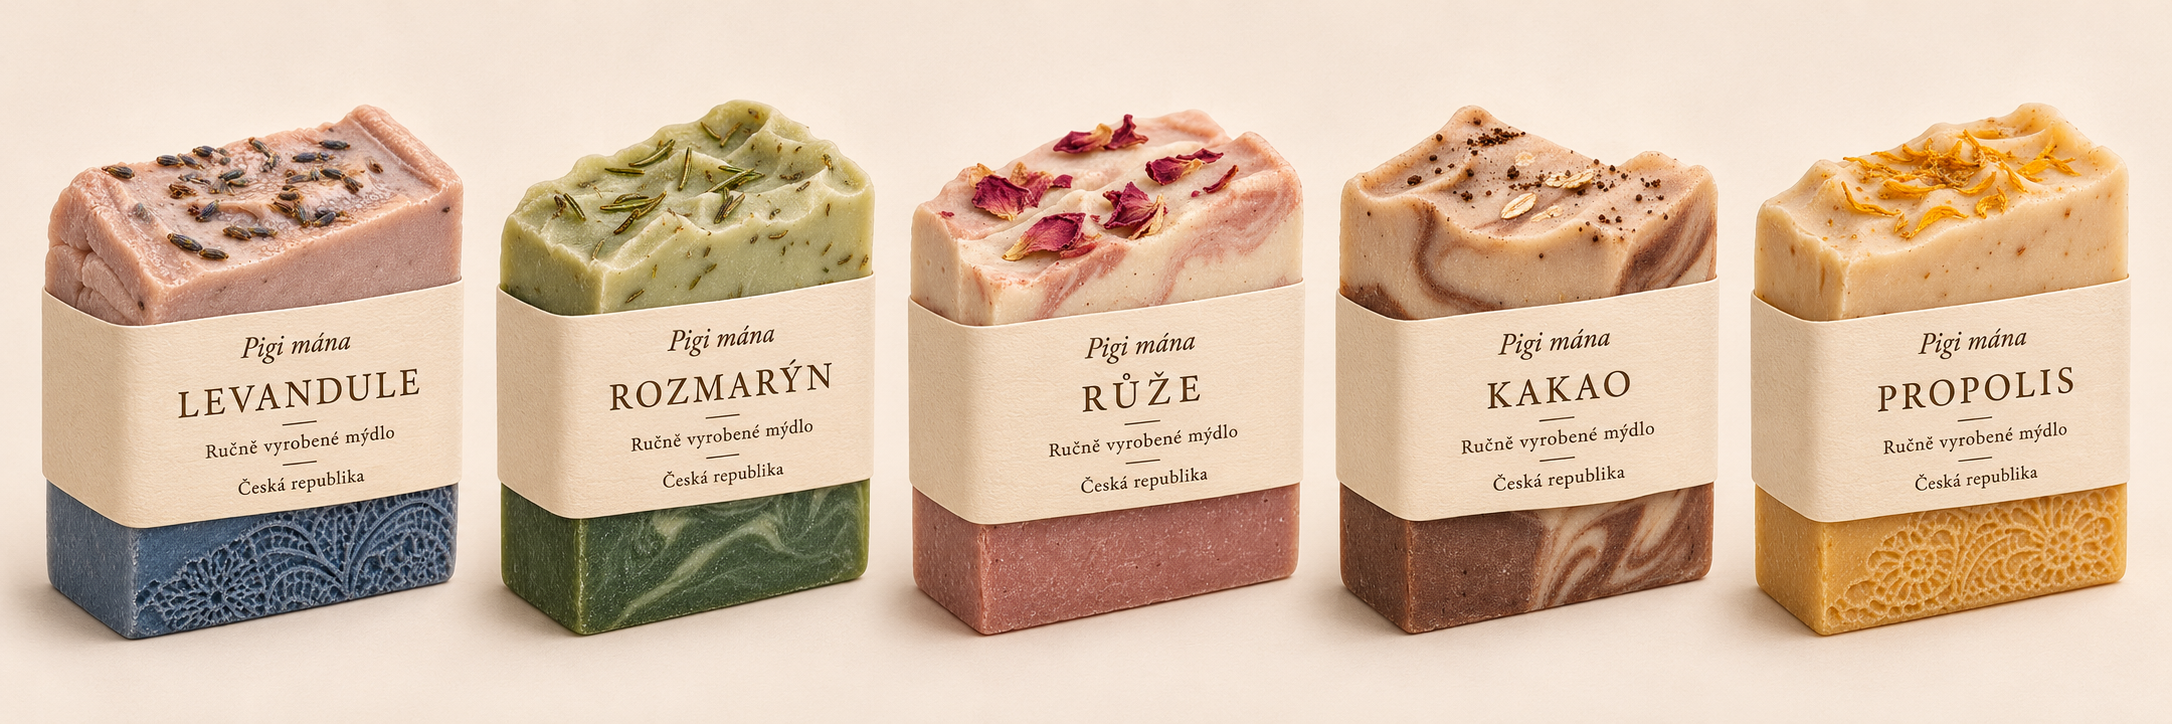 Pigi mána
LEVANDULE
Ručně vyrobené mýdlo
Česká republika
Pigi mána
ROZMARÝN
Ručně vyrobené mýdlo
Česká republika
Pigi mána
RŮŽE
Ručně vyrobené mýdlo
Česká republika
Pigi mána
KAKAO
Ručně vyrobené mýdlo
Česká republika
Pigi mána
PROPOLIS
Ručně vyrobené mýdlo
Česká republika